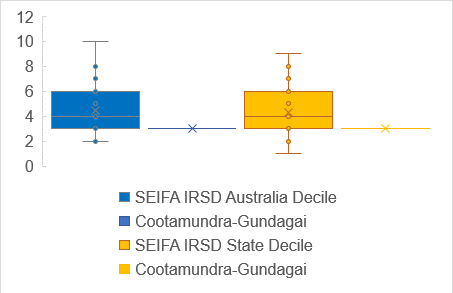 12
10
8
6
4
2
0
SEIFA IRSD Australia Decile
Cootamundra-Gundagai
SEIFA IRSD State Decile
Cootamundra-Gundagai